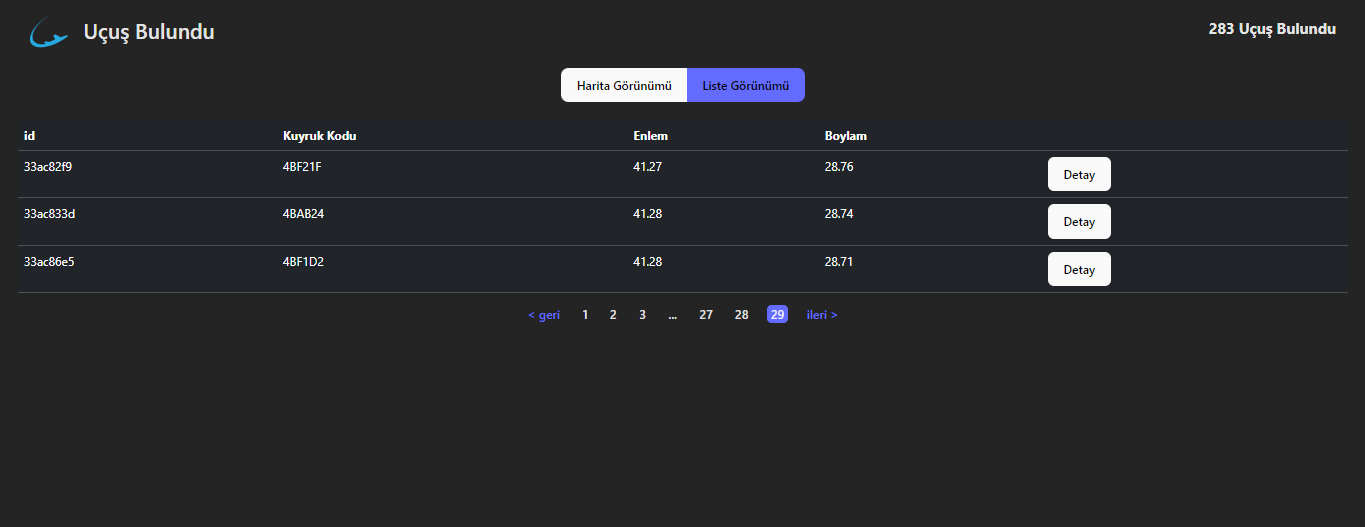 Uçuş Bulundu
283 Uçuş Bulundu
Harita Görünümü Liste Görünümü
id Kuyruk Kodu Enlem Boylam
33ac82f9 4BF21F 41.27 28.76 Detay
33ac833d 4BAB24 41.28 28.74 Detay
33ac86e5 4BF1D2 41.28 28.71 Detay
< geri 1 2 3 ... 27 28 29 ileri >